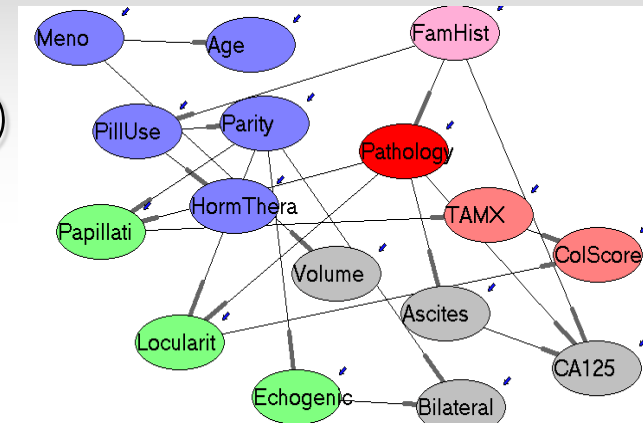 Meno
Age
FamHist
PillUse
Parity
Pathology
Papillati
HormThera
TAMX
ColScore
Volume
Ascites
Locularit
CA125
Echogenic
Bilateral